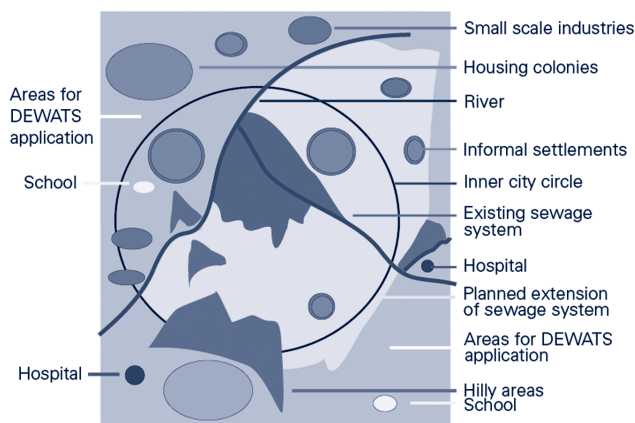 Small scale industries
Housing colonies
Areas for
DEWATS
application
River
Informal settlements
School
Inner city circle
Existing sewage
system
Hospital
Planned extension
of sewage system
Areas for DEWATS
application
Hospital
Hilly areas
School